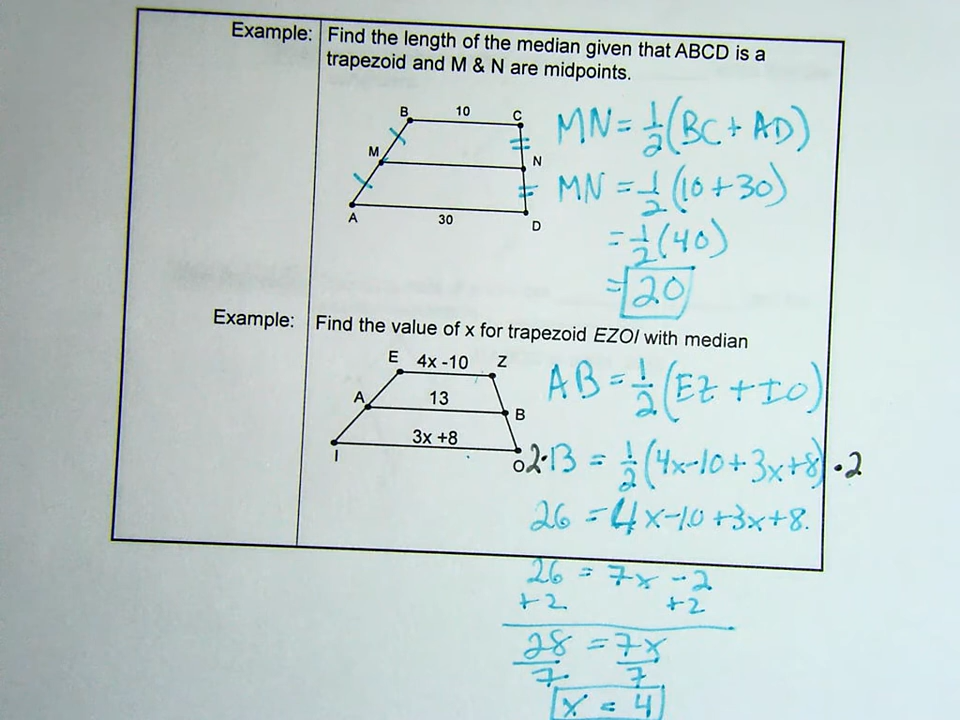 Example: Find the length of the median given that ABCD is a
trapezoid and M & N are midpoints.
B 10 C
M N
A 30 D
MN = 1/2 (BC + AD)
MN = 1/2 (10 + 30)
= 1/2 (40)
= 20
Example: Find the value of x for trapezoid EZOI with median
E 4x -10 Z
A 13 B
3x +8
I O
AB = 1/2 (EZ + IO)
2·13 = 1/2 (4x-10+3x+8) ·2
26 = 4x-10+3x+8.
26 = 7x -2
+2 +2
28 = 7x
7 7
x = 4